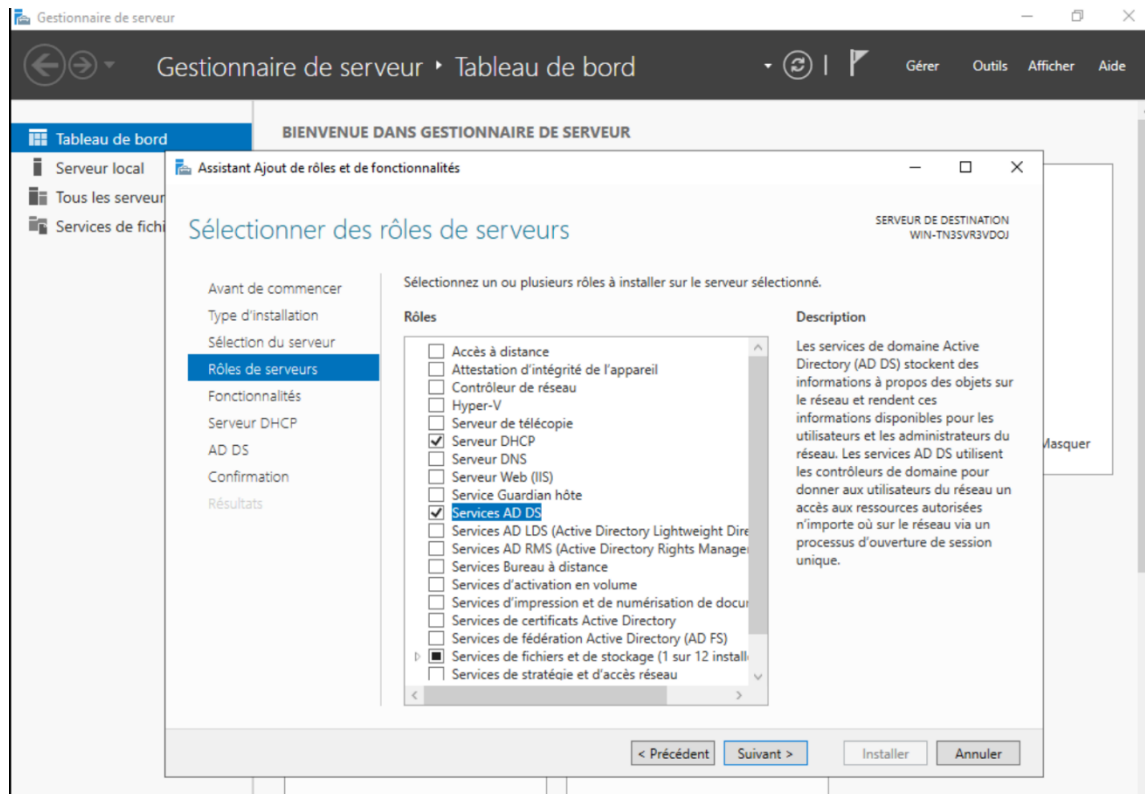 Gestionnaire de serveur
Gestionnaire de serveur ‣ Tableau de bord
Gérer Outils Afficher Aide
Tableau de bord
Serveur local
Tous les serveur
Services de fichi
BIENVENUE DANS GESTIONNAIRE DE SERVEUR
Assistant Ajout de rôles et de fonctionnalités
Sélectionner des rôles de serveurs
SERVEUR DE DESTINATION
WIN-TN3SVR3VDOJ
Avant de commencer
Type d'installation
Sélection du serveur
Rôles de serveurs
Fonctionnalités
Serveur DHCP
AD DS
Confirmation
Résultats
Sélectionnez un ou plusieurs rôles à installer sur le serveur sélectionné.
Rôles
Accès à distance
Attestation d'intégrité de l'appareil
Contrôleur de réseau
Hyper-V
Serveur de télécopie
Serveur DHCP
Serveur DNS
Serveur Web (IIS)
Service Guardian hôte
Services AD DS
Services AD LDS (Active Directory Lightweight Dire
Services AD RMS (Active Directory Rights Manager
Services Bureau à distance
Services d'activation en volume
Services d'impression et de numérisation de docur
Services de certificats Active Directory
Services de fédération Active Directory (AD FS)
Services de fichiers et de stockage (1 sur 12 install
Services de stratégie et d'accès réseau
Description
Les services de domaine Active
Directory (AD DS) stockent des
informations à propos des objets sur
le réseau et rendent ces
informations disponibles pour les
utilisateurs et les administrateurs du
réseau. Les services AD DS utilisent
les contrôleurs de domaine pour
donner aux utilisateurs du réseau un
accès aux ressources autorisées
n'importe où sur le réseau via un
processus d'ouverture de session
unique.
Masquer
< Précédent
Suivant >
Installer
Annuler